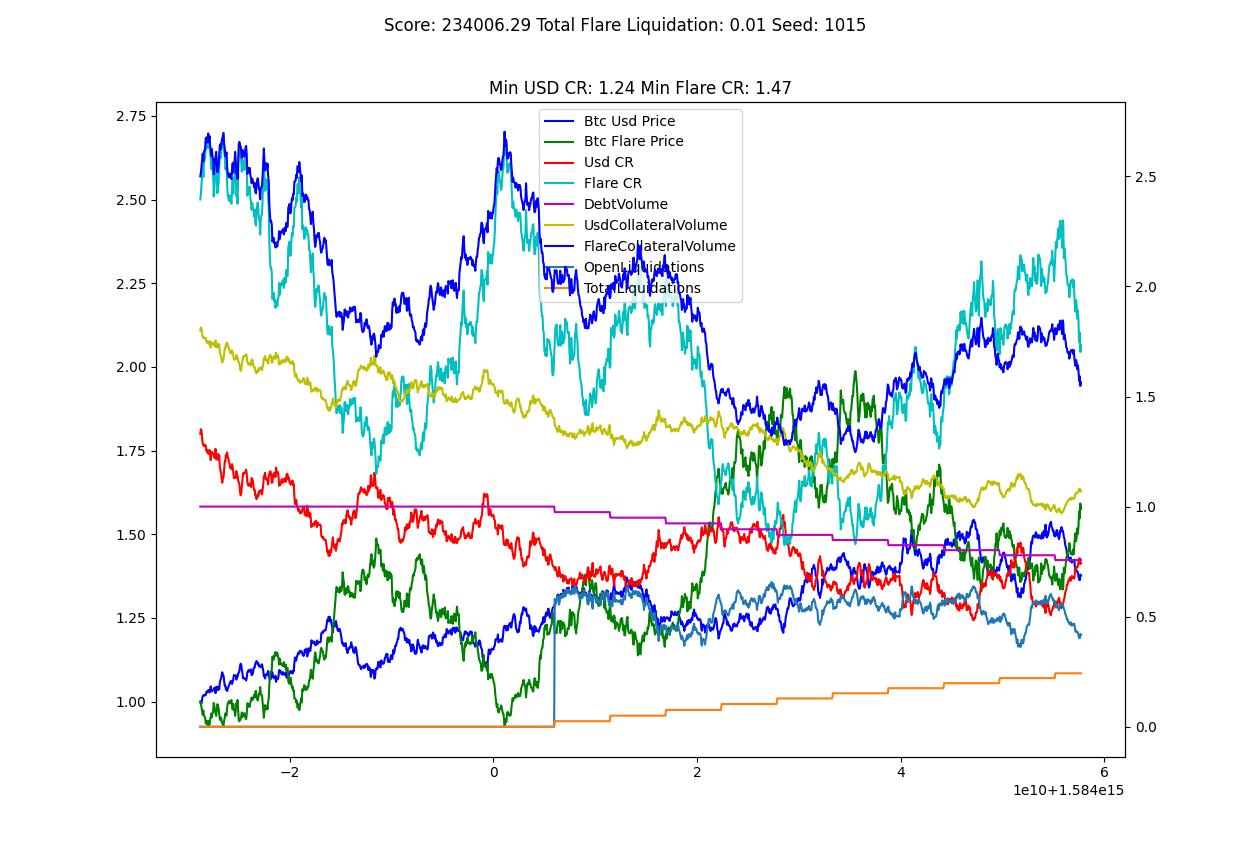 Score: 234006.29 Total Flare Liquidation: 0.01 Seed: 1015
Min USD CR: 1.24 Min Flare CR: 1.47
2.75
2.50
2.25
2.00
1.75
1.50
1.25
1.00
Btc Usd Price
Btc Flare Price
Usd CR
Flare CR
DebtVolume
UsdCollateralVolume
FlareCollateralVolume
OpenLiquidations
TotalLiquidations
2.5
2.0
1.5
1.0
0.5
0.0
−2
0
2
4
6
1e10+1.584e15